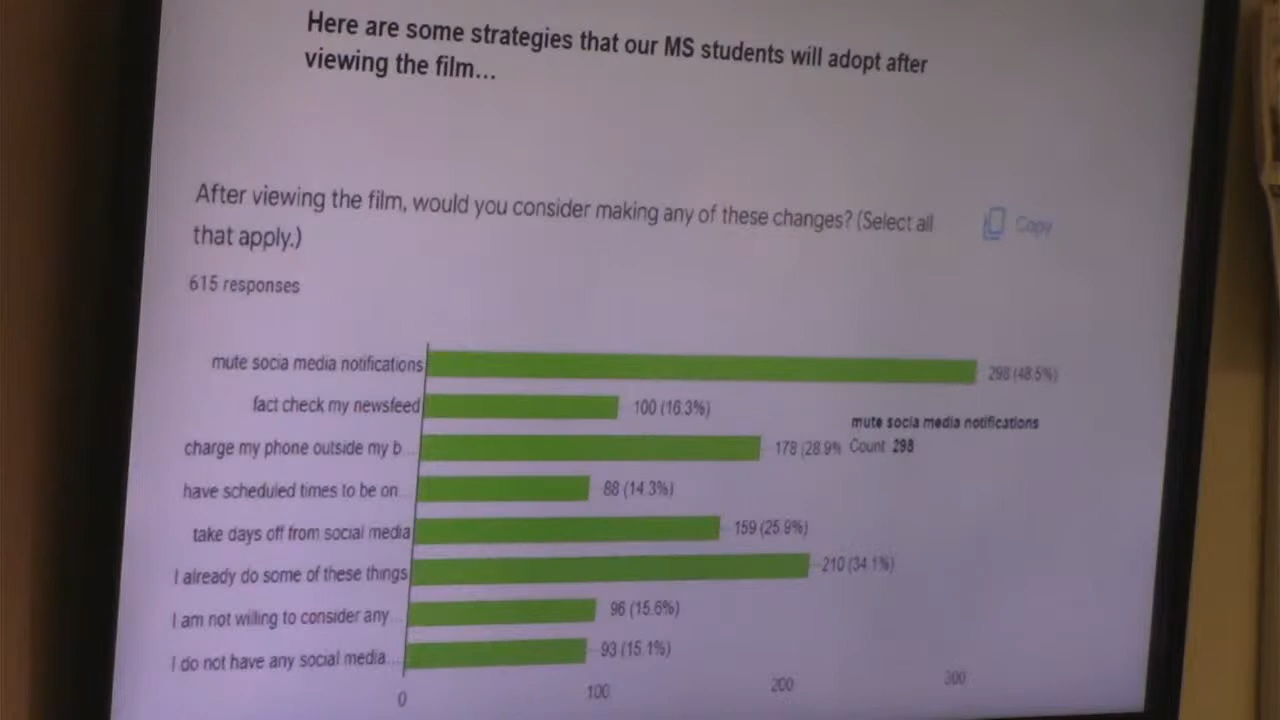 Here are some strategies that our MS students will adopt after
viewing the film...
After viewing the film, would you consider making any of these changes? (Select all
that apply.)
Copy
615 responses
mute socia media notifications
298 (48.5%)
fact check my newsfeed
100 (16.3%)
mute socia media notifications
Count 298
charge my phone outside my b...
178 (28.9%
have scheduled times to be on...
88 (14.3%)
take days off from social media
159 (25.9%)
I already do some of these things
210 (34.1%)
I am not willing to consider any...
96 (15.6%)
I do not have any social media...
93 (15.1%)
0 100 200 300